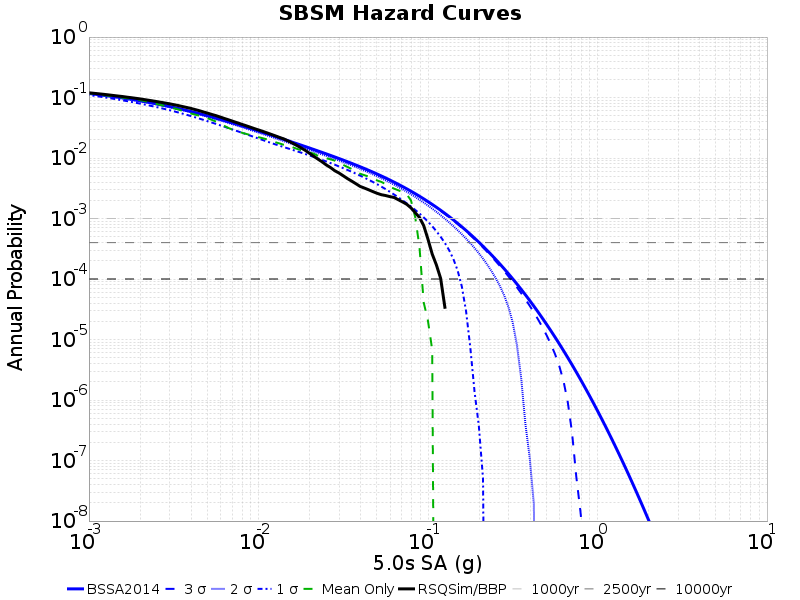 SBSM Hazard Curves
10^0
10^-1
10^-2
10^-3
10^-4
10^-5
10^-6
10^-7
10^-8
Annual Probability
10^-3 10^-2 10^-1 10^0 10^1
5.0s SA (g)
BSSA2014 3 σ 2 σ 1 σ Mean Only RSQSim/BBP 1000yr 2500yr 10000yr